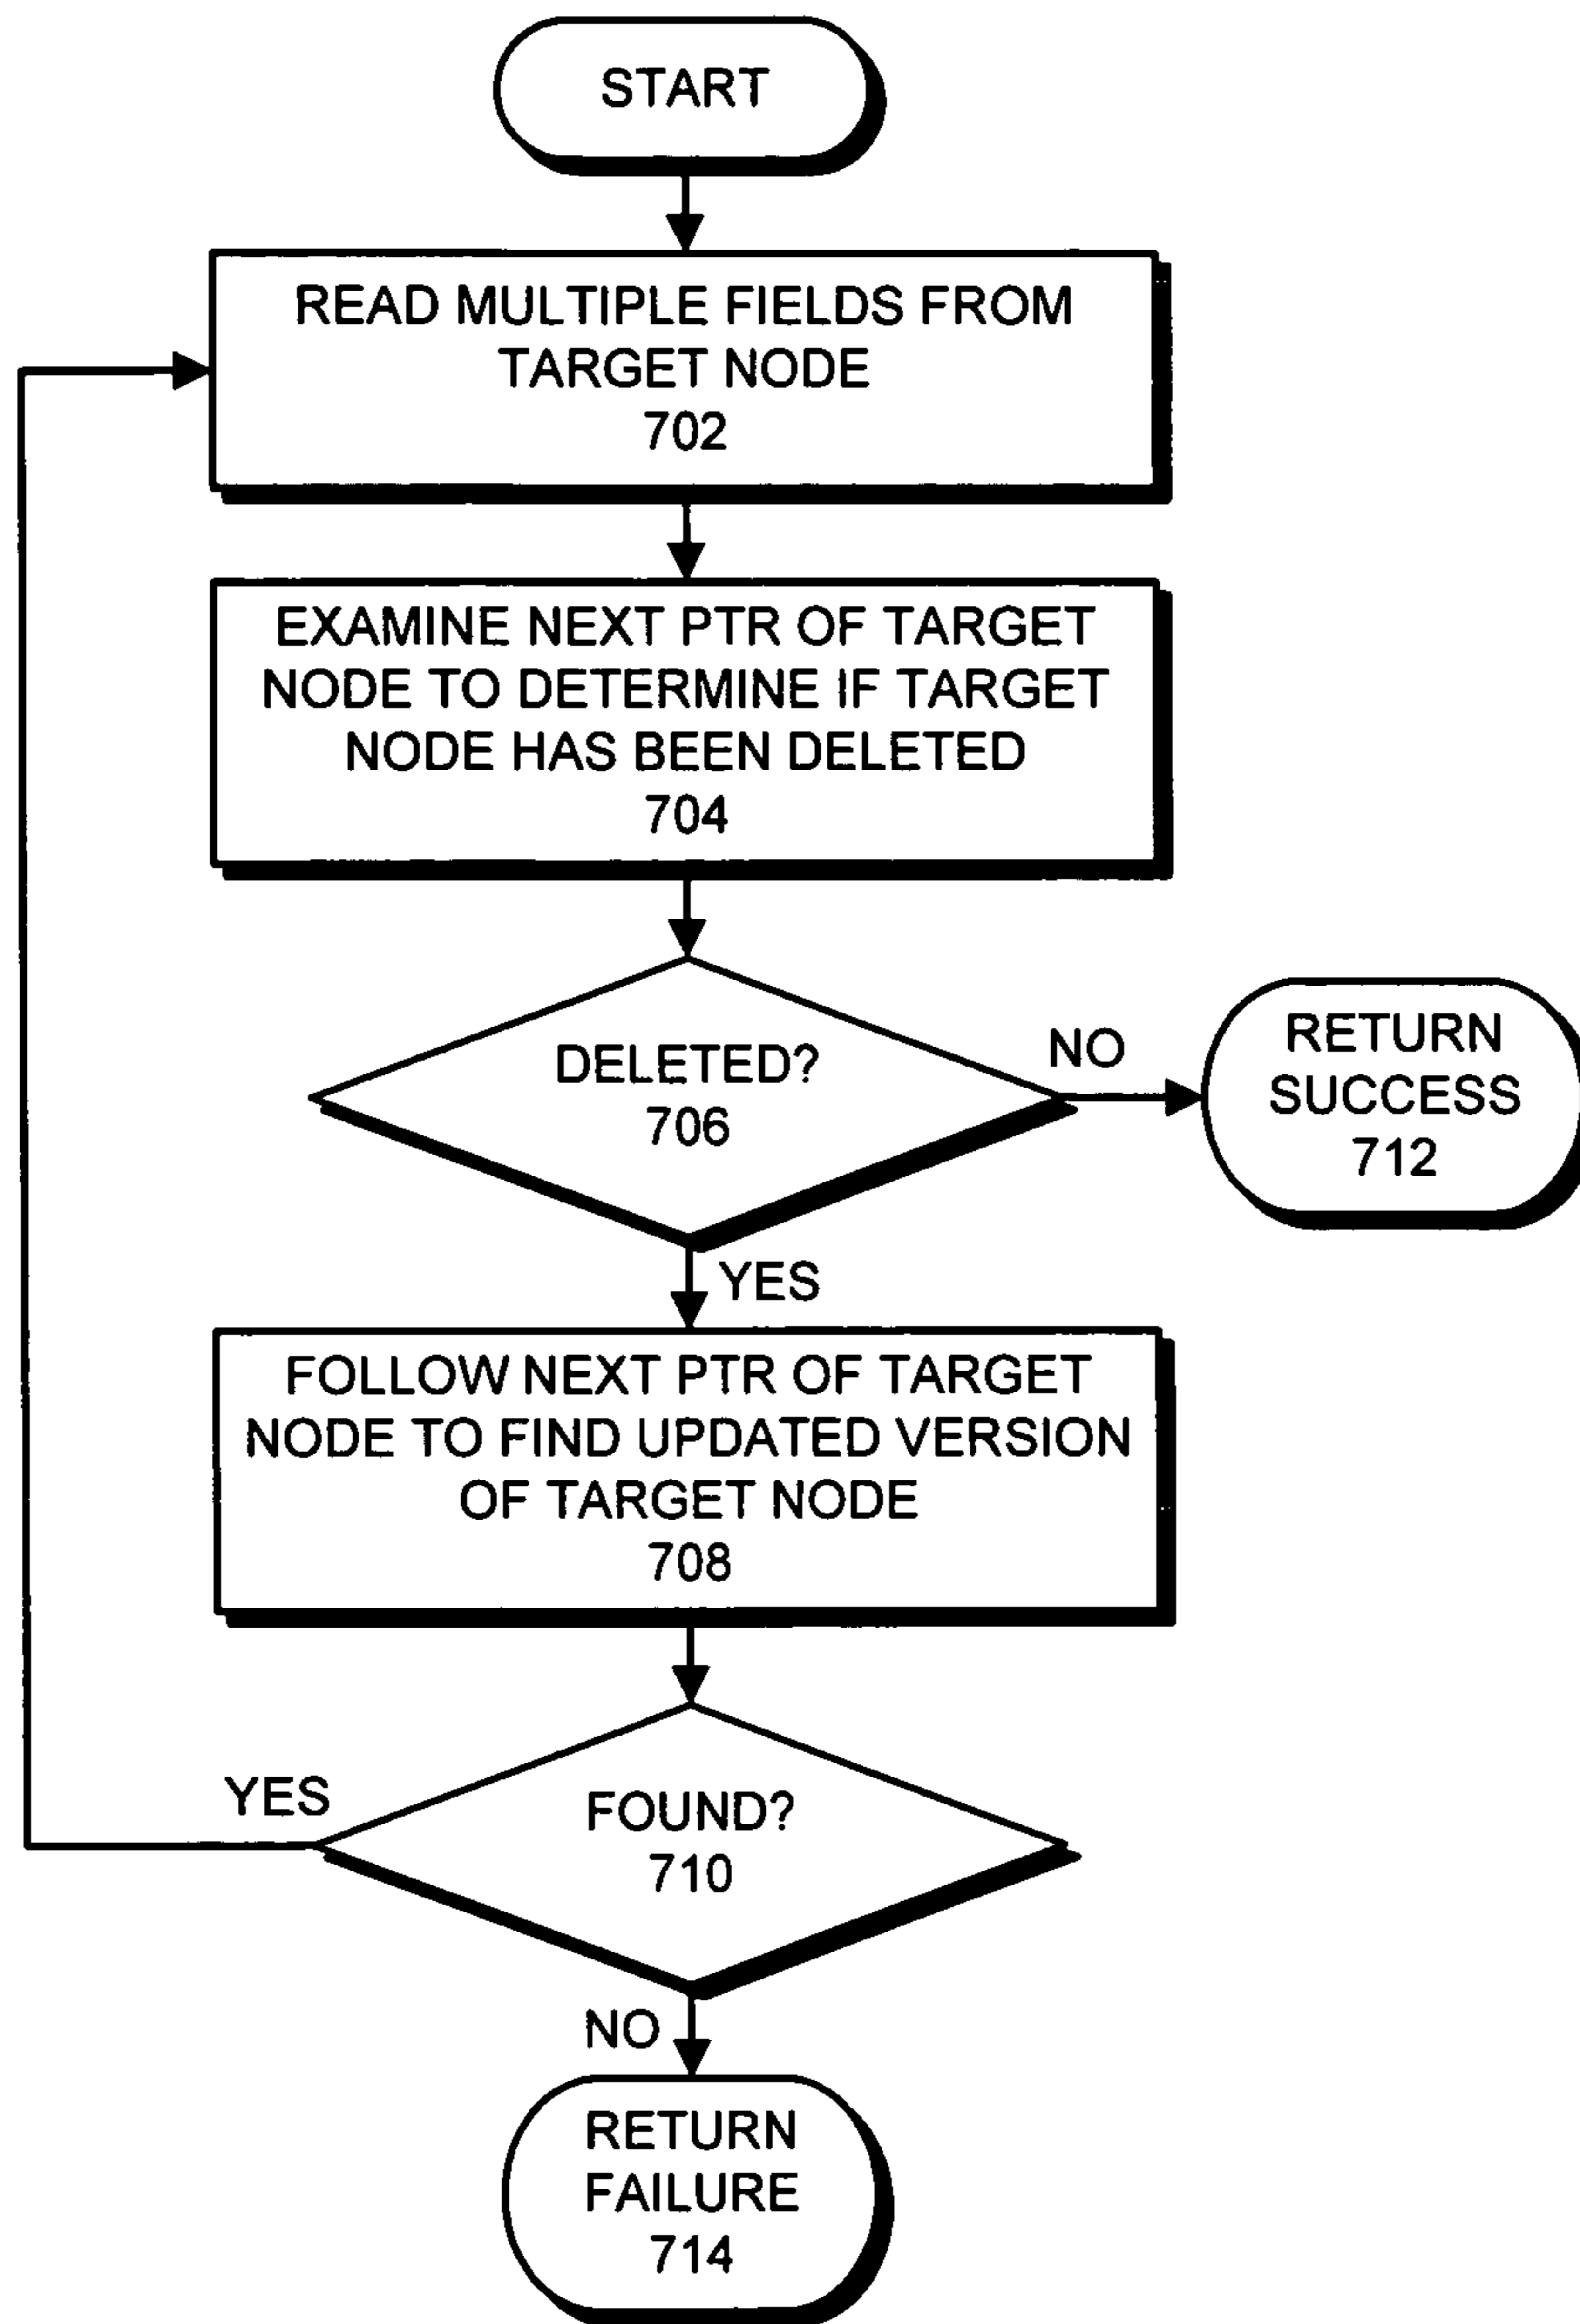 START
READ MULTIPLE FIELDS FROM
TARGET NODE
702
EXAMINE NEXT PTR OF TARGET
NODE TO DETERMINE IF TARGET
NODE HAS BEEN DELETED
704
DELETED?
706
NO
RETURN
SUCCESS
712
YES
FOLLOW NEXT PTR OF TARGET
NODE TO FIND UPDATED VERSION
OF TARGET NODE
708
YES
FOUND?
710
NO
RETURN
FAILURE
714